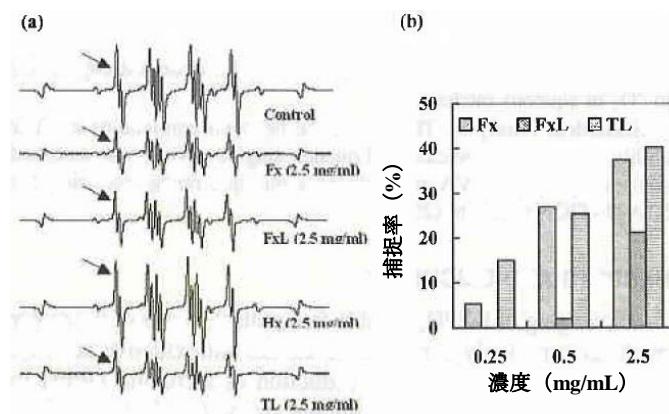 (a)
Control
Fx (2.5 mg/ml)
FxL (2.5 mg/ml)
Hx (2.5 mg/ml)
TL (2.5 mg/ml)
(b)
Fx FxL TL
捕捉率 (%)
50
40
30
20
10
0
0.25 0.5 2.5
濃度 (mg/mL)